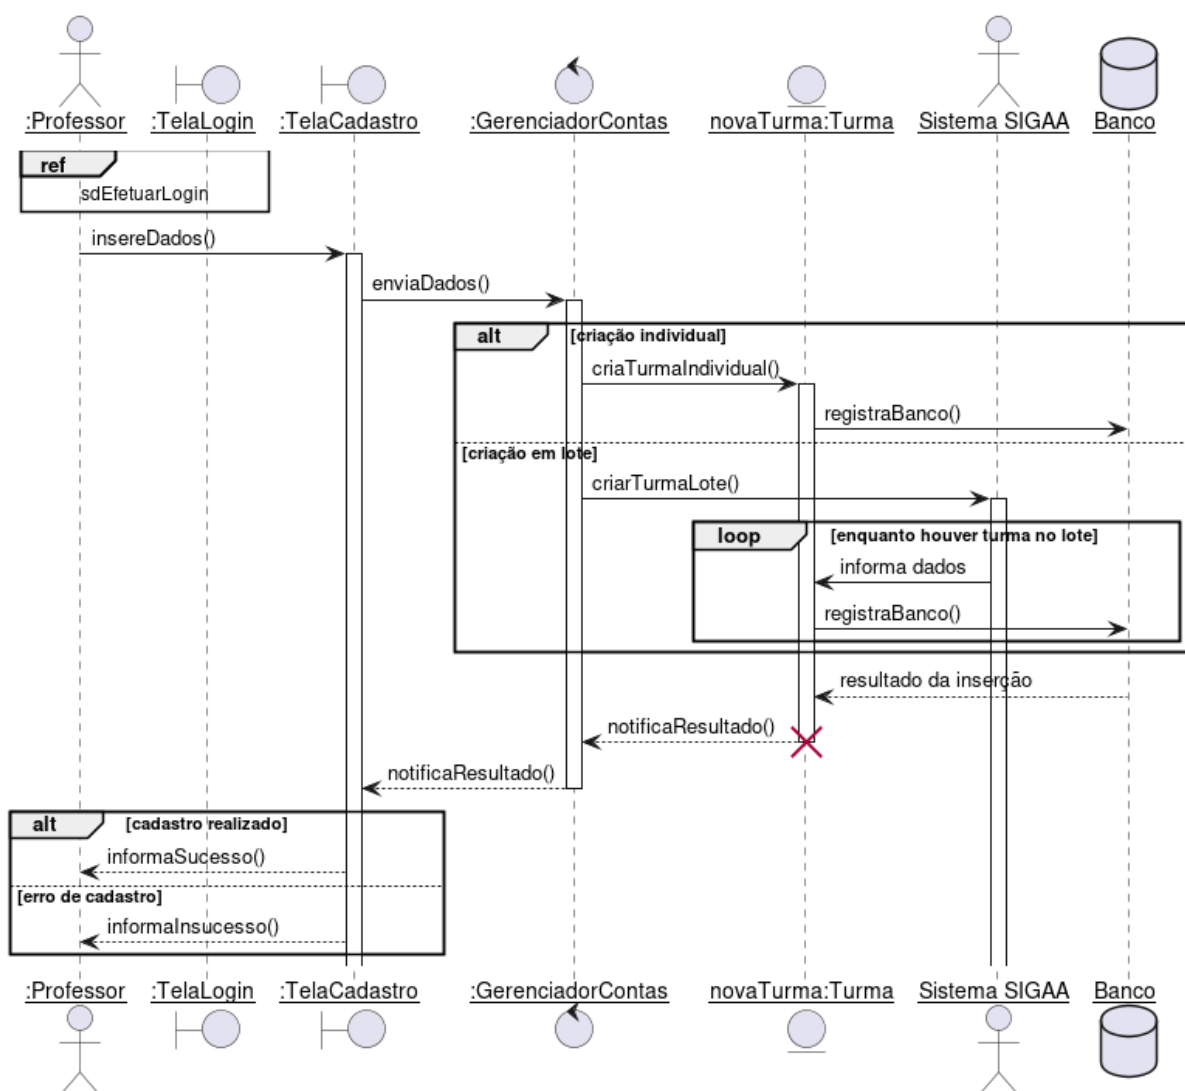 :Professor
:TelaLogin
:TelaCadastro
:GerenciadorContas
novaTurma:Turma
Sistema SIGAA
Banco
ref
sdEfetuarLogin
insereDados()
enviaDados()
alt
[criação individual]
criaTurmaIndividual()
registraBanco()
[criação em lote]
criarTurmaLote()
loop
[enquanto houver turma no lote]
informa dados
registraBanco()
resultado da inserção
notificaResultado()
notificaResultado()
alt
[cadastro realizado]
informaSucesso()
[erro de cadastro]
informaInsucesso()
:Professor
:TelaLogin
:TelaCadastro
:GerenciadorContas
novaTurma:Turma
Sistema SIGAA
Banco